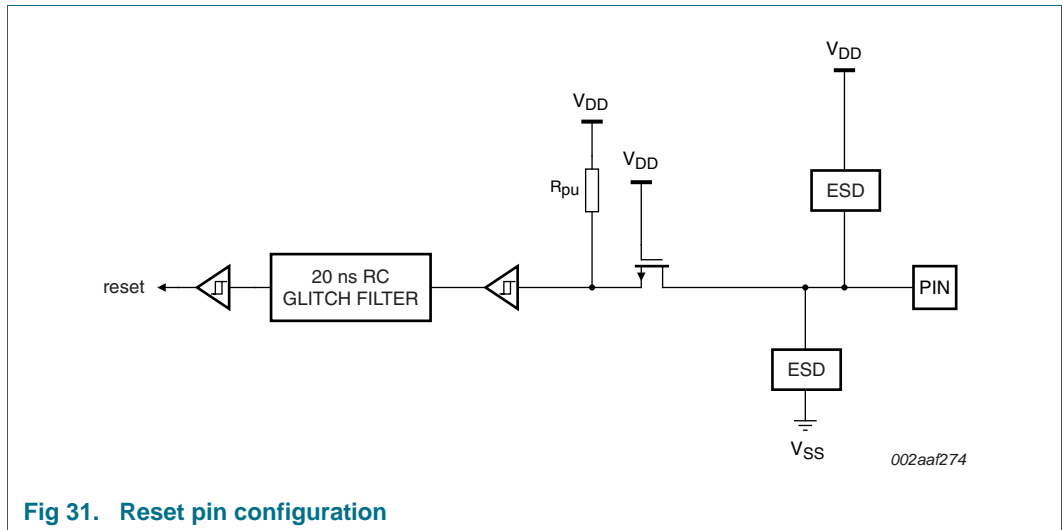 VDD
VDD
VDD
Rpu
ESD
reset
20 ns RC
GLITCH FILTER
PIN
ESD
VSS
002aaf274
Fig 31. Reset pin configuration